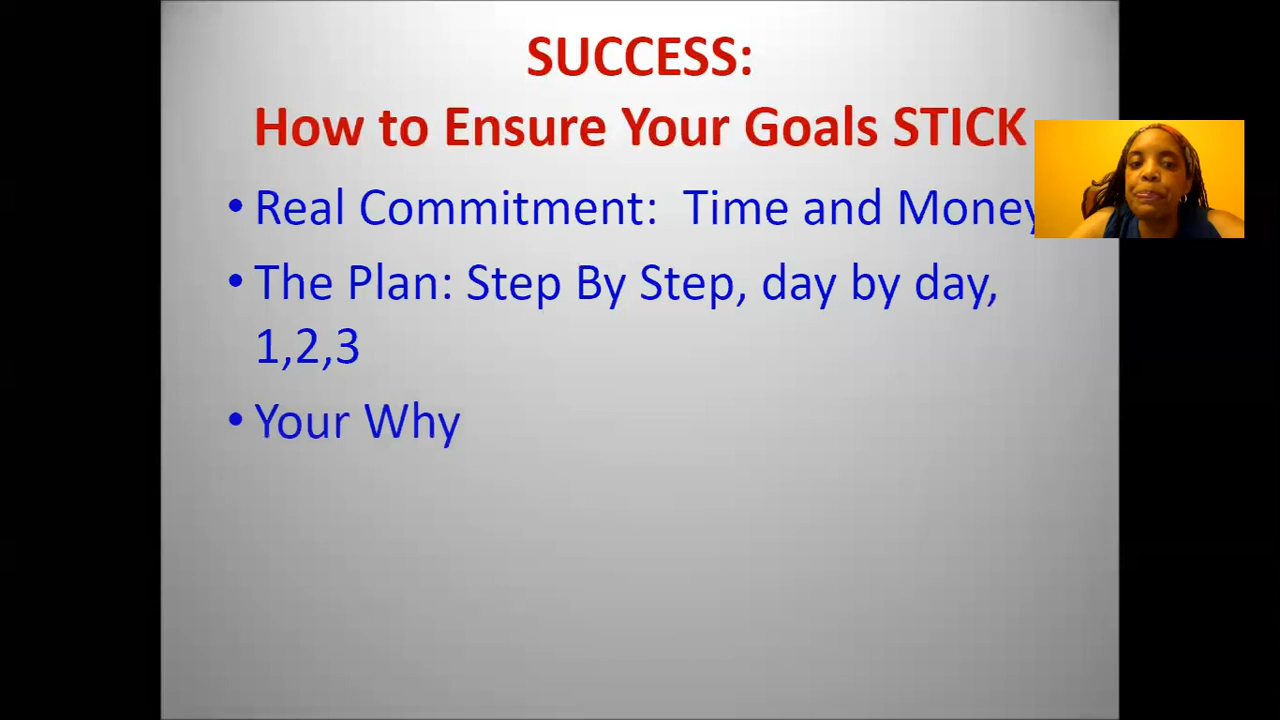 SUCCESS:
How to Ensure Your Goals STICK
• Real Commitment:  Time and Money
• The Plan: Step By Step, day by day,
1,2,3
• Your Why